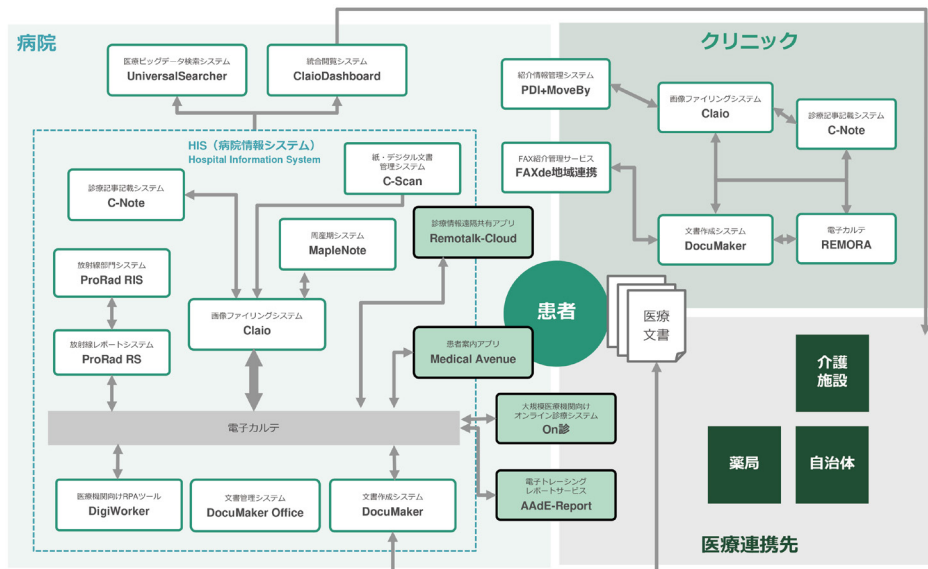 病院
医療ビッグデータ検索システム
UniversalSearcher
統合閲覧システム
ClaioDashboard
HIS（病院情報システム）
Hospital Information System
紙・デジタル文書
管理システム
C-Scan
診療記事記載システム
C-Note
周産期システム
MapleNote
診療情報遠隔共有アプリ
Remotalk-Cloud
放射線部門システム
ProRad RIS
画像ファイリングシステム
Claio
放射線レポートシステム
ProRad RS
患者案内アプリ
Medical Avenue
電子カルテ
大規模医療機関向け
オンライン診療システム
On診
医療機関向けRPAツール
DigiWorker
文書管理システム
DocuMaker Office
文書作成システム
DocuMaker
電子トレーシング
レポートサービス
AAdE-Report
患者
医療
文書
クリニック
紹介情報管理システム
PDI+MoveBy
画像ファイリングシステム
Claio
診療記事記載システム
C-Note
FAX紹介管理サービス
FAXde地域連携
文書作成システム
DocuMaker
電子カルテ
REMORA
介護
施設
薬局
自治体
医療連携先